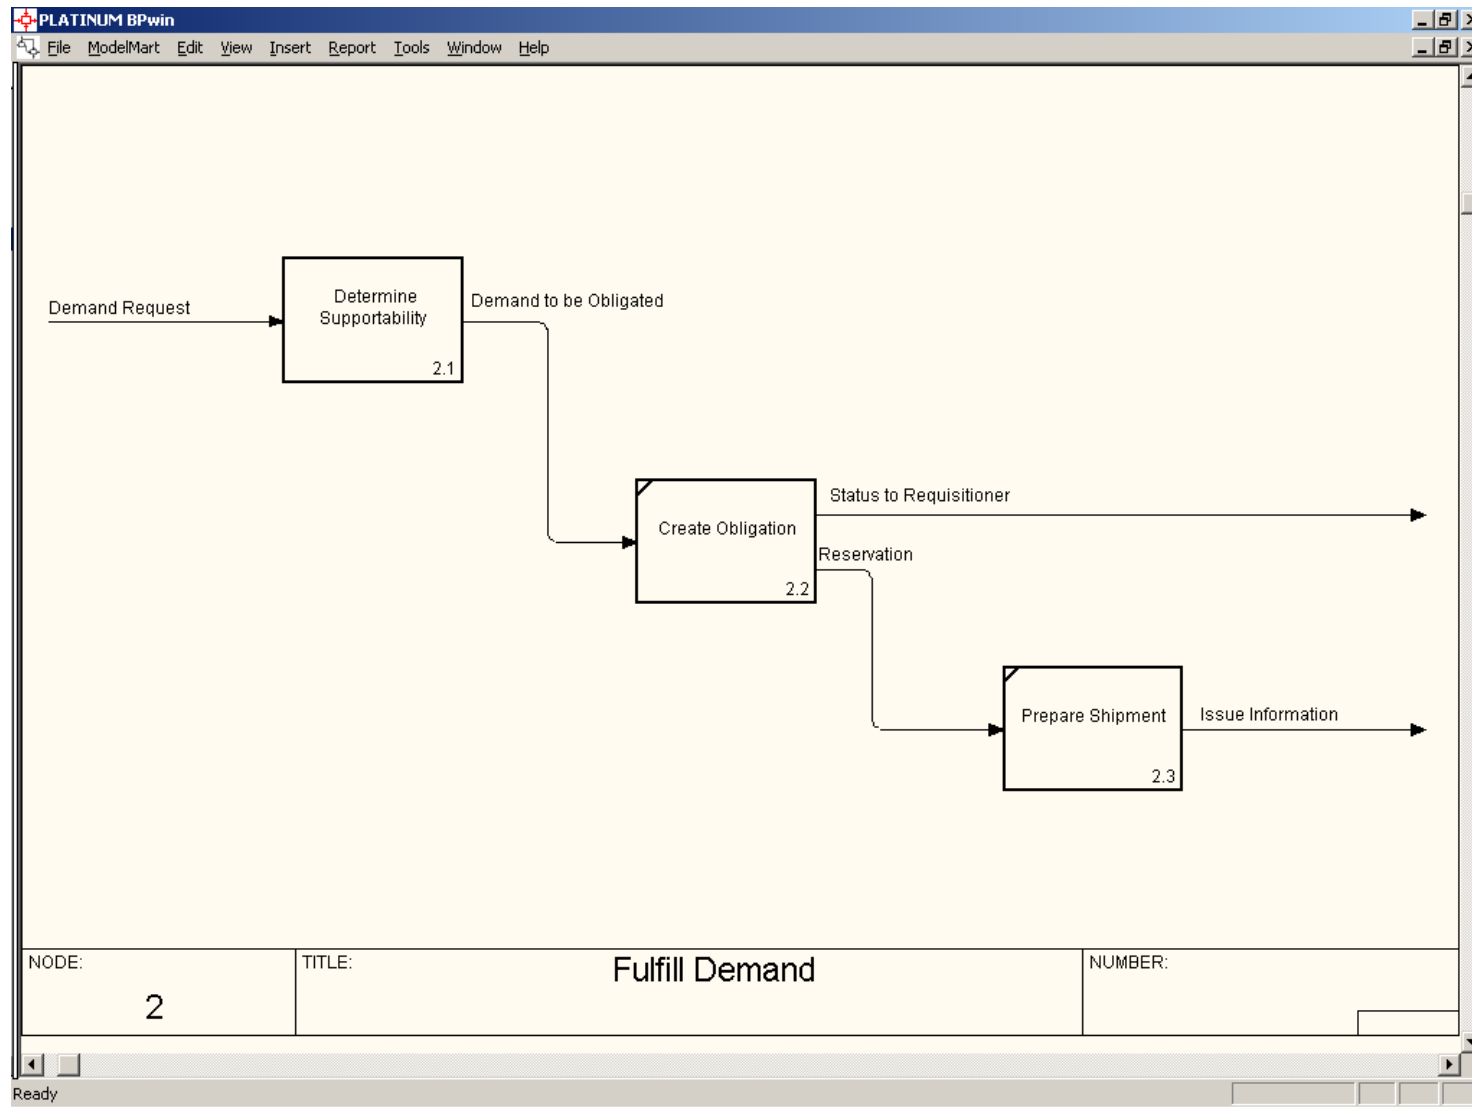 PLATINUM BPwin
File ModelMart Edit View Insert Report Tools Window Help
Demand Request
Determine
Supportability
2.1
Demand to be Obligated
Create Obligation
2.2
Status to Requisitioner
Reservation
Prepare Shipment
2.3
Issue Information
NODE:
2
TITLE:
Fulfill Demand
NUMBER:
Ready